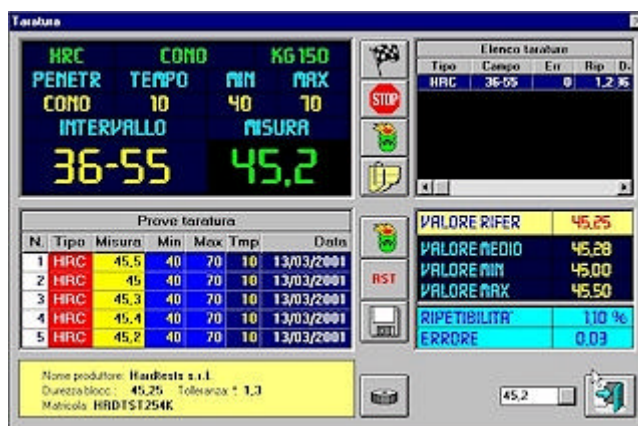 Taratura
HRC CONO KG150
PENETR TEMPO MIN MAX
CONO 10 40 70
INTERVALLO MISURA
36-55 45,2
STOP
Elenco tarature
Tipo Campo Err Rip D.
HRC 36-55 0 1,2
Prove taratura
N. Tipo Misura Min Max Tmp Data
1 HRC 45,5 40 70 10 13/03/2001
2 HRC 45 40 70 10 13/03/2001
3 HRC 45,3 40 70 10 13/03/2001
4 HRC 45,4 40 70 10 13/03/2001
5 HRC 45,2 40 70 10 13/03/2001
RST
VALORE RIFER 45,25
VALORE MEDIO 45,28
VALORE MIN 45,00
VALORE MAX 45,50
RIPETIBILITA' 1,10 %
ERRORE 0,03
Nome produttore: Hardtests s.r.l.
Durezza blocc.: 45,25 Tolleranza: ± 1,3
Matricola: HRDTST254K
45,2